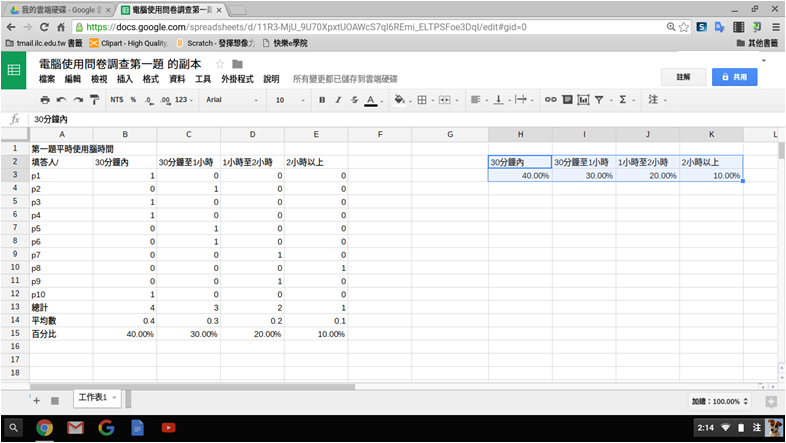 我的雲端硬碟 - Google
電腦使用問卷調查第一
https://docs.google.com/spreadsheets/d/11R3-MjU_9U70XpxtUOAWcS7qI6REmi_ELTPSFoe3DqI/edit#gid=0
tmail.ilc.edu.tw 書籤 Clipart - High Quality, Scratch - 發揮想像力 快樂e學院 其他書籤
電腦使用問卷調查第一題 的副本
檔案 編輯 檢視 插入 格式 資料 工具 外掛程式 說明 所有變更都已儲存到雲端硬碟
註解 共用
NT$ % .0 .00 123 Arial 10 B I S A Σ 注
fx 30分鐘內
A B C D E F G H I J K L
1 第一題平時使用腦時間
2 填答人/ 30分鐘內 30分鐘至1小時 1小時至2小時 2小時以上 30分鐘內 30分鐘至1小時 1小時至2小時 2小時以上
3 p1 1 0 0 0 40.00% 30.00% 20.00% 10.00%
4 p2 0 1 0 0
5 p3 1 0 0 0
6 p4 1 0 0 0
7 p5 0 1 0 0
8 p6 0 1 0 0
9 p7 0 0 1 0
10 p8 0 0 0 1
11 p9 0 0 1 0
12 p10 1 0 0 0
13 總計 4 3 2 1
14 平均數 0.4 0.3 0.2 0.1
15 百分比 40.00% 30.00% 20.00% 10.00%
16
17
18
工作表1 加總：100.00%
2:14 注